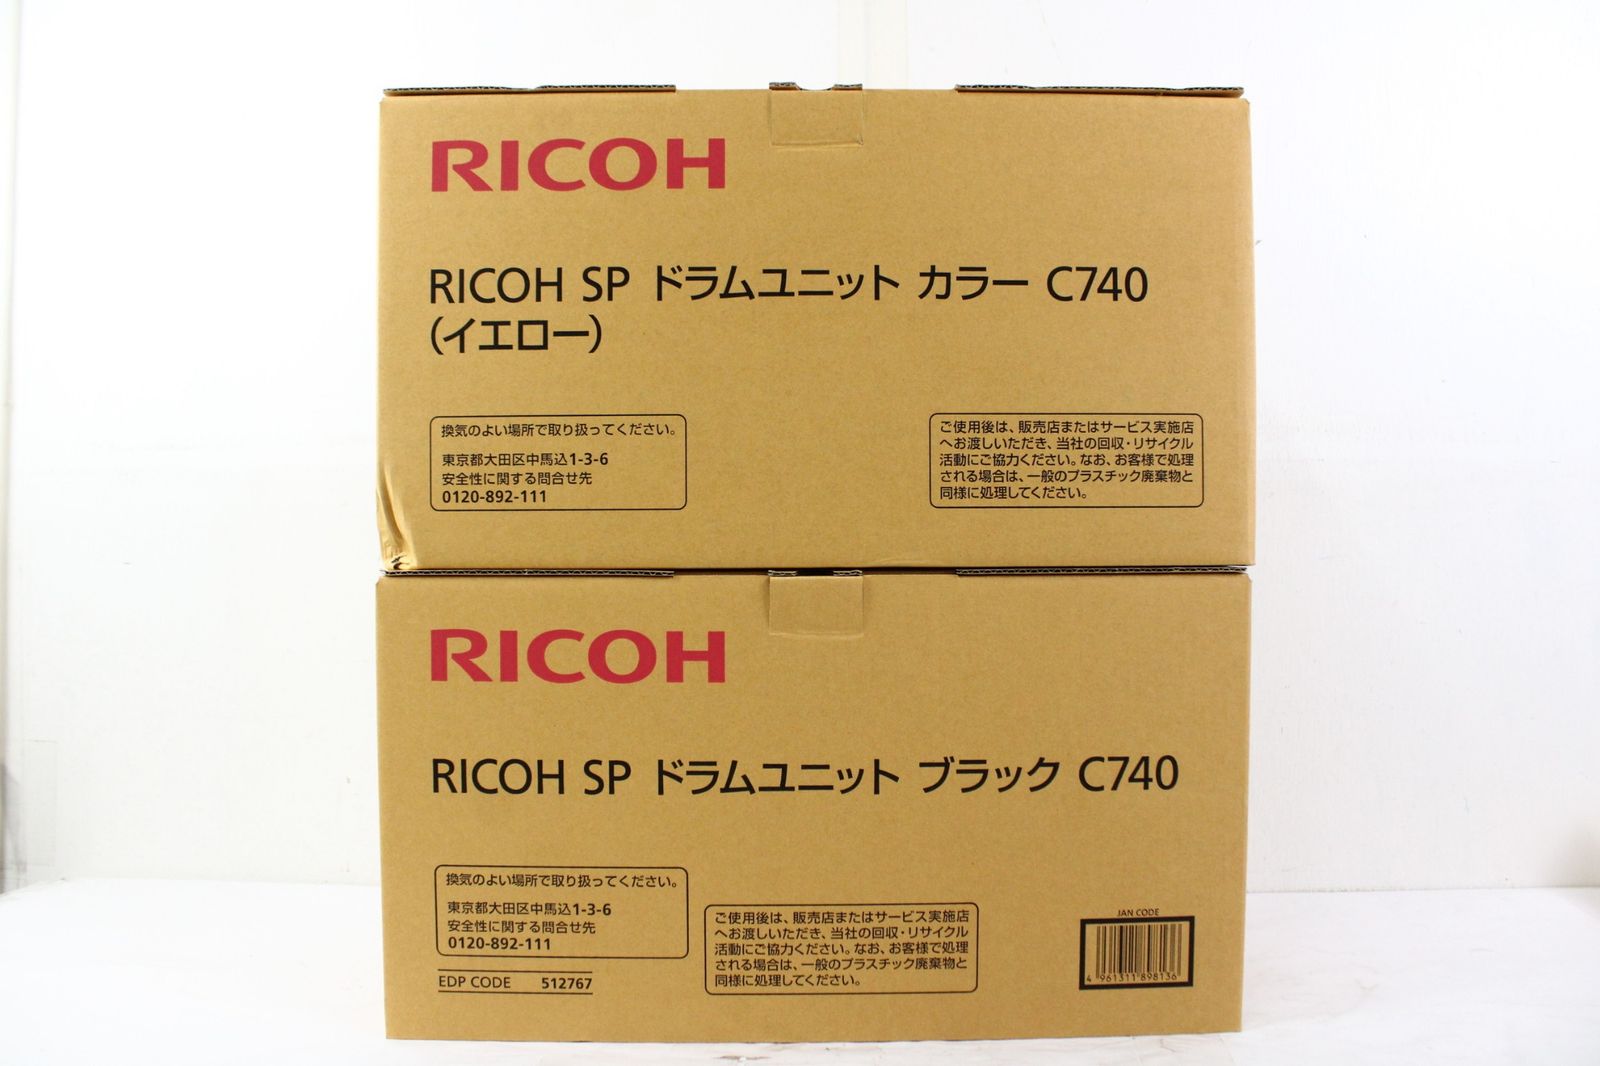 RICOH
RICOH SP ドラムユニット カラー C740
(イエロー)
換気のよい場所で取り扱ってください。
東京都大田区中馬込1-3-6
安全性に関する問合せ先
0120-892-111
ご使用後は、販売店またはサービス実施店
へお渡しいただき、当社の回収・リサイクル
活動にご協力ください。なお、お客様で処理
される場合は、一般のプラスチック廃棄物と
同様に処理してください。
RICOH
RICOH SP ドラムユニット ブラック C740
換気のよい場所で取り扱ってください。
東京都大田区中馬込1-3-6
安全性に関する問合せ先
0120-892-111
EDP CODE 512767
ご使用後は、販売店またはサービス実施店
へお渡しいただき、当社の回収・リサイクル
活動にご協力ください。なお、お客様で処理
される場合は、一般のプラスチック廃棄物と
同様に処理してください。
JAN CODE
4 961311 898136